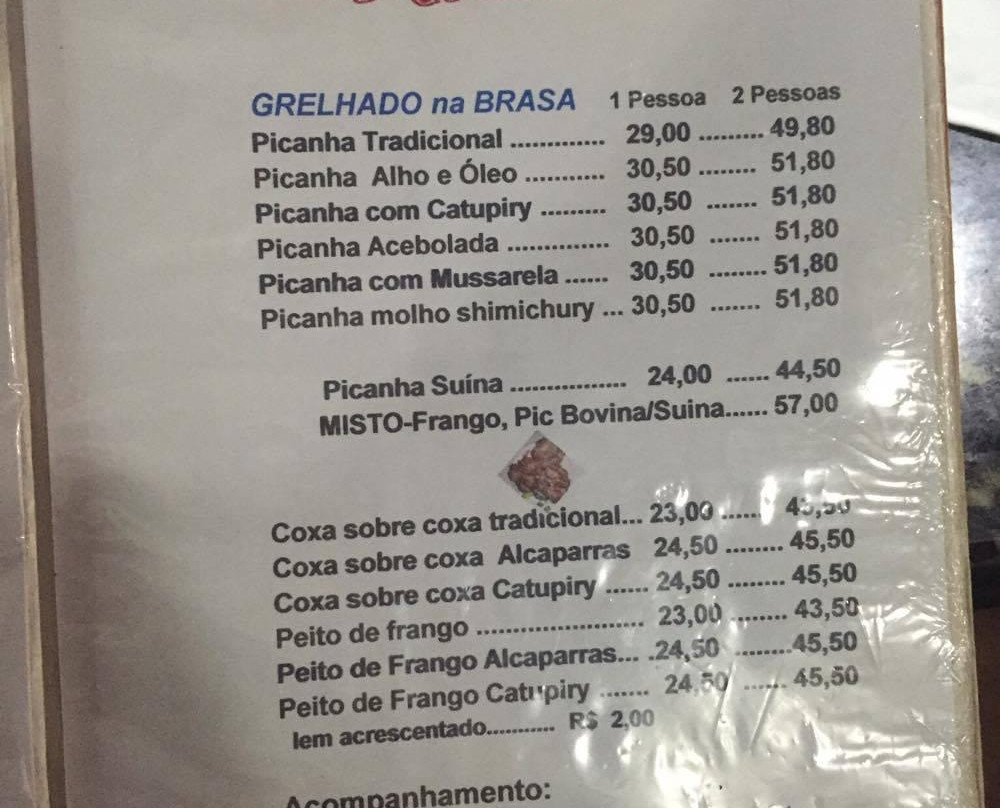 GRELHADO na BRASA 1 Pessoa 2 Pessoas
Picanha Tradicional ............. 29,00 ......... 49,80
Picanha Alho e Óleo ........... 30,50 ........ 51,80
Picanha com Catupiry ......... 30,50 ....... 51,80
Picanha Acebolada .............. 30,50 ....... 51,80
Picanha com Mussarela ...... 30,50 ........ 51,80
Picanha molho shimichury ... 30,50 ....... 51,80
Picanha Suína ................ 24,00 ...... 44,50
MISTO-Frango, Pic Bovina/Suina...... 57,00
Coxa sobre coxa tradicional... 23,00 ......
Coxa sobre coxa Alcaparras 24,50 ........ 45,50
Coxa sobre coxa Catupiry ...... 24,50 ........ 45,50
Peito de frango ....................... 23,00 ........ 43,50
Peito de Frango Alcaparras... .24,50 ........45,50
Peito de Frango Catupiry ....... 24,50 ...... 45,50
Iem acrescentado........... R$ 2,00
Acompanhamento: